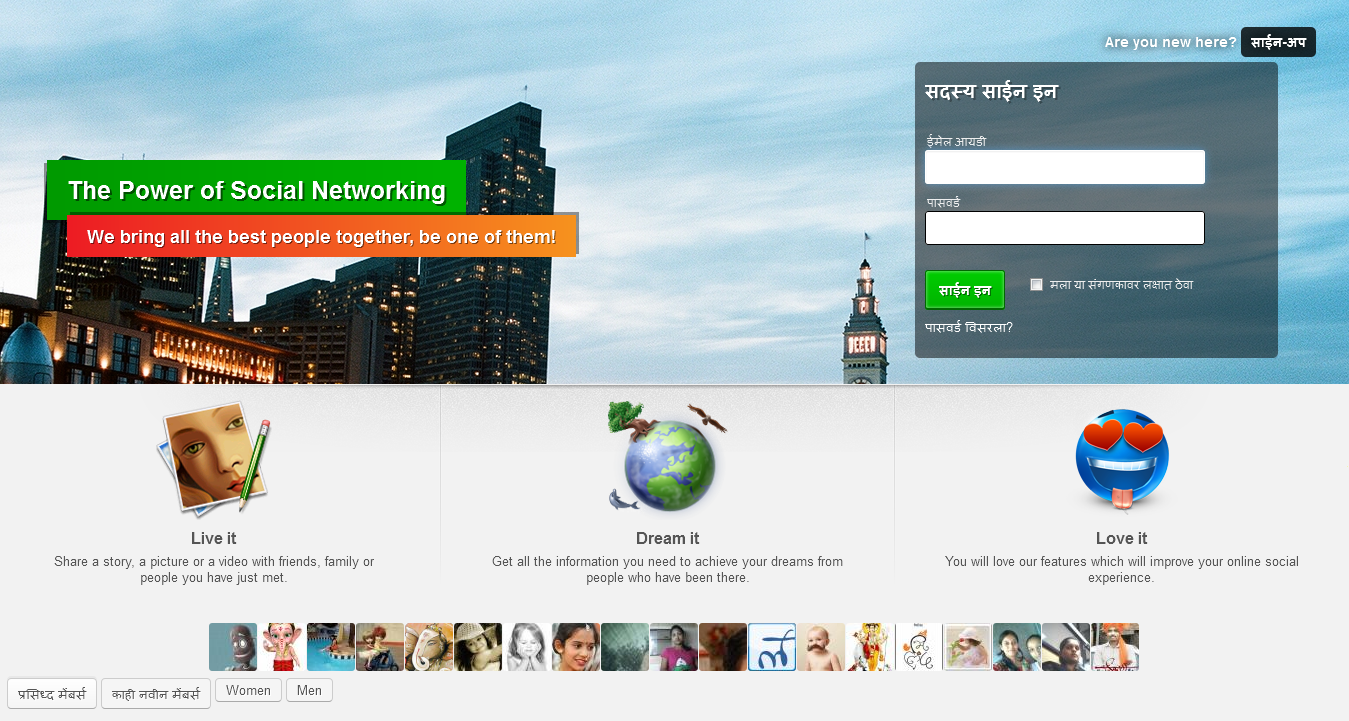 Are you new here? साईन-अप
सदस्य साईन इन
ईमेल आयडी
पासवर्ड
साईन इन
मला या संगणकावर लक्षात ठेवा
पासवर्ड विसरला?
The Power of Social Networking
We bring all the best people together, be one of them!
Live it
Share a story, a picture or a video with friends, family or
people you have just met.
Dream it
Get all the information you need to achieve your dreams from
people who have been there.
Love it
You will love our features which will improve your online social
experience.
प्रसिध्द मेंबर्स
काही नवीन मेंबर्स
Women
Men